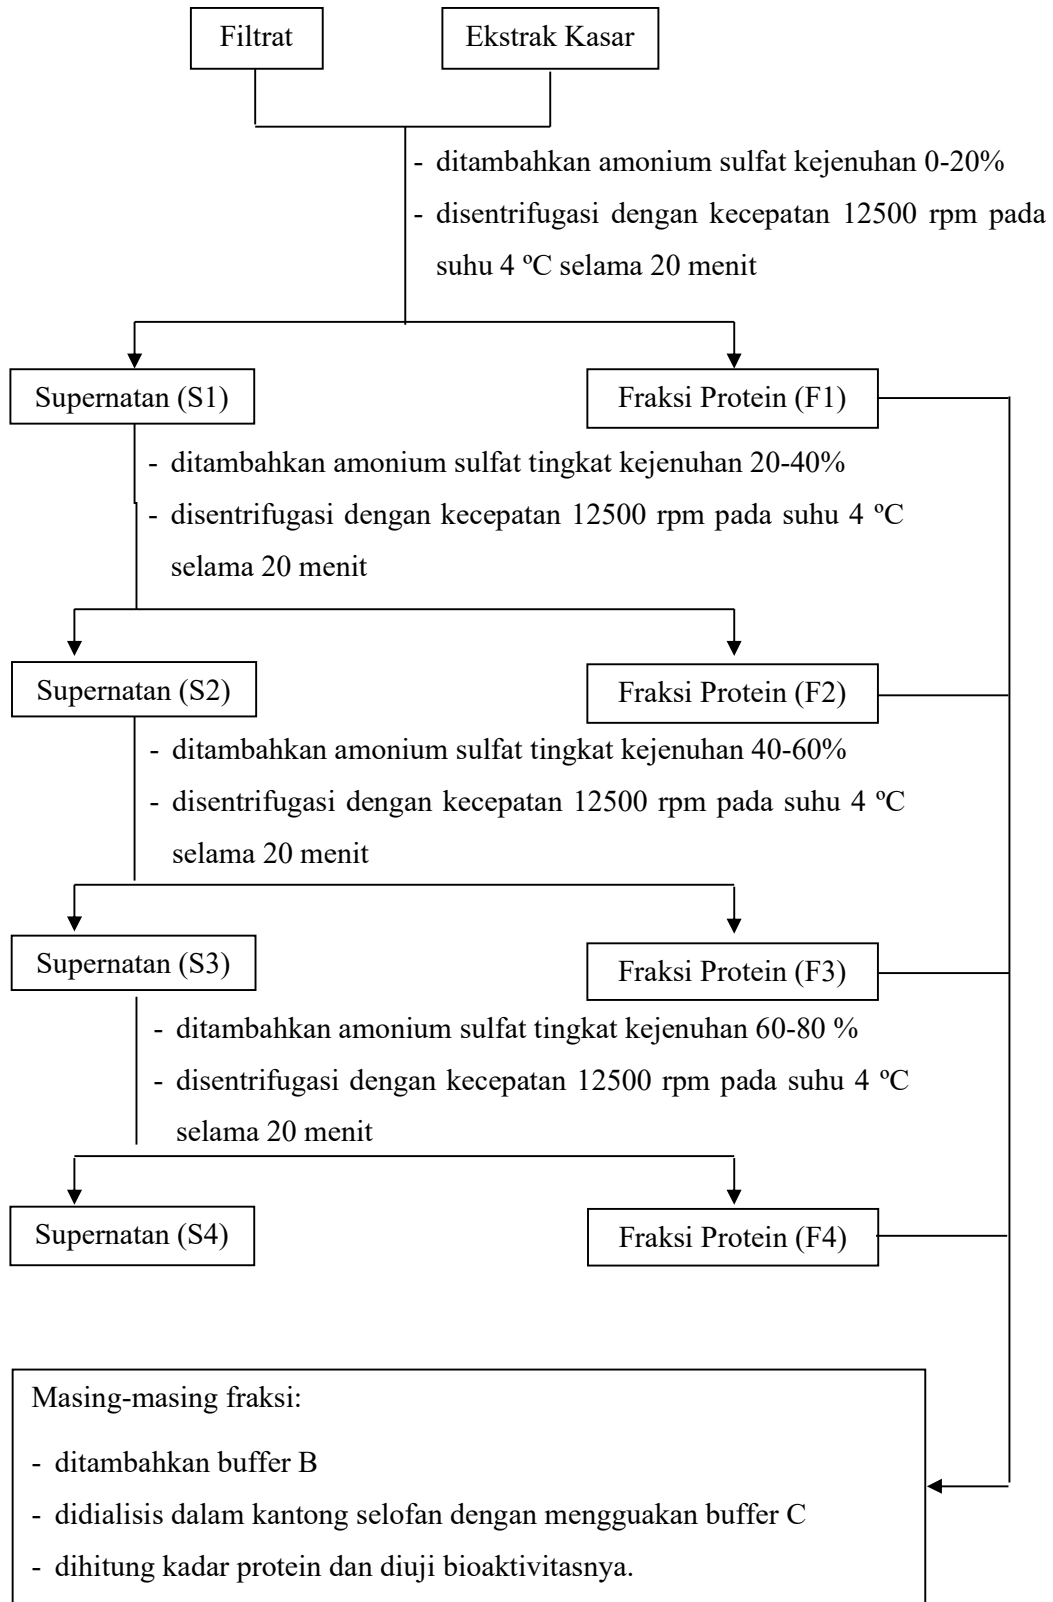 Filtrat
Ekstrak Kasar
- ditambahkan amonium sulfat kejenuhan 0-20%
- disentrifugasi dengan kecepatan 12500 rpm pada
suhu 4 ºC selama 20 menit
Supernatan (S1)
Fraksi Protein (F1)
- ditambahkan amonium sulfat tingkat kejenuhan 20-40%
- disentrifugasi dengan kecepatan 12500 rpm pada suhu 4 ºC
selama 20 menit
Supernatan (S2)
Fraksi Protein (F2)
- ditambahkan amonium sulfat tingkat kejenuhan 40-60%
- disentrifugasi dengan kecepatan 12500 rpm pada suhu 4 ºC
selama 20 menit
Supernatan (S3)
Fraksi Protein (F3)
- ditambahkan amonium sulfat tingkat kejenuhan 60-80 %
- disentrifugasi dengan kecepatan 12500 rpm pada suhu 4 ºC
selama 20 menit
Supernatan (S4)
Fraksi Protein (F4)
Masing-masing fraksi:
- ditambahkan buffer B
- didialisis dalam kantong selofan dengan mengguakan buffer C
- dihitung kadar protein dan diuji bioaktivitasnya.